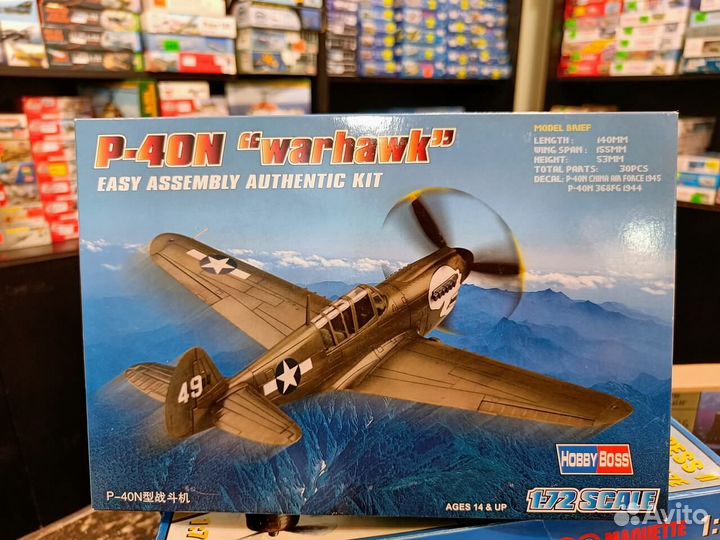 P-40N "warhawk"
EASY ASSEMBLY AUTHENTIC KIT
MODEL BRIEF
LENGTH: 140MM
WING SPAN: 155MM
HEIGHT: 53MM
TOTAL PARTS: 30PCS
DECAL: P-40N CHINA AIR FORCE 1945
P-40N 368FG 1944
49
HOBBY BOSS
P-40N型战斗机
AGES 14 & UP
1:72 SCALE
MAQUETTE
1:
Avito